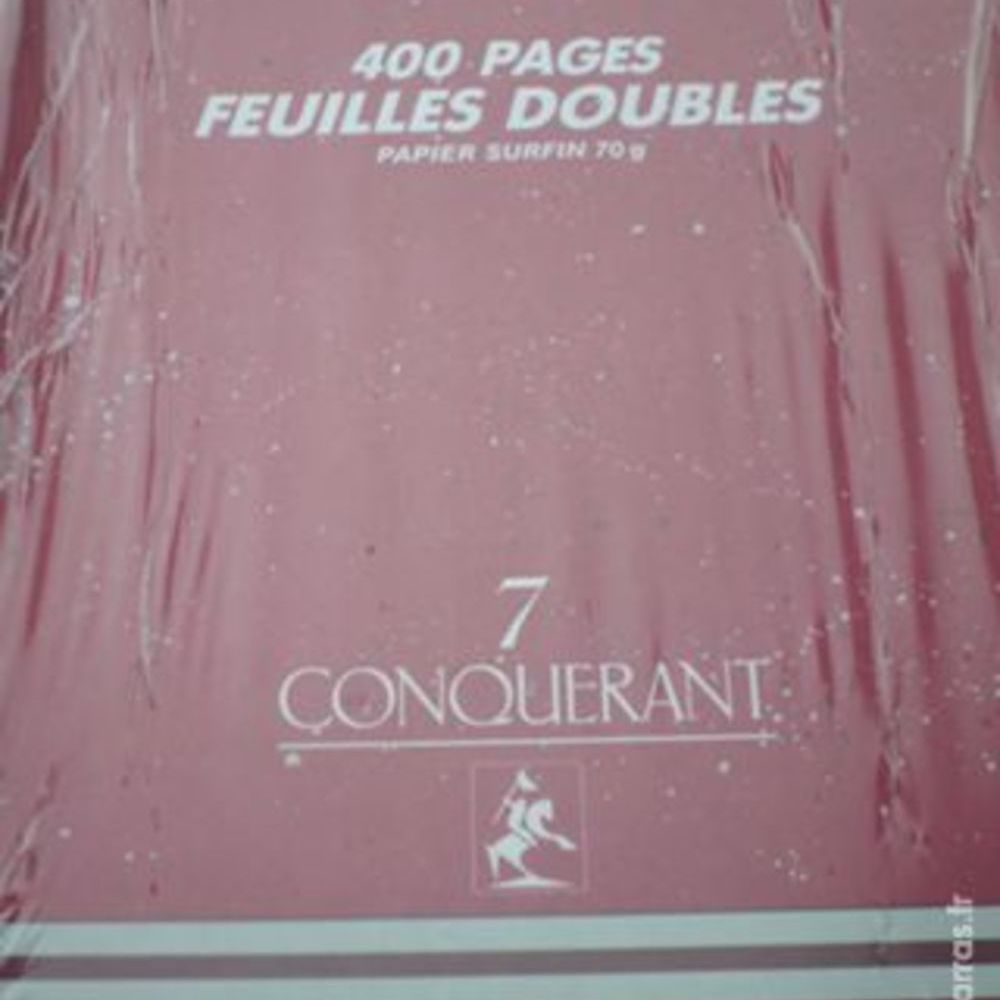 400 PAGES
FEUILLES DOUBLES
PAPIER SURFIN 70 g
7
CONQUERANT